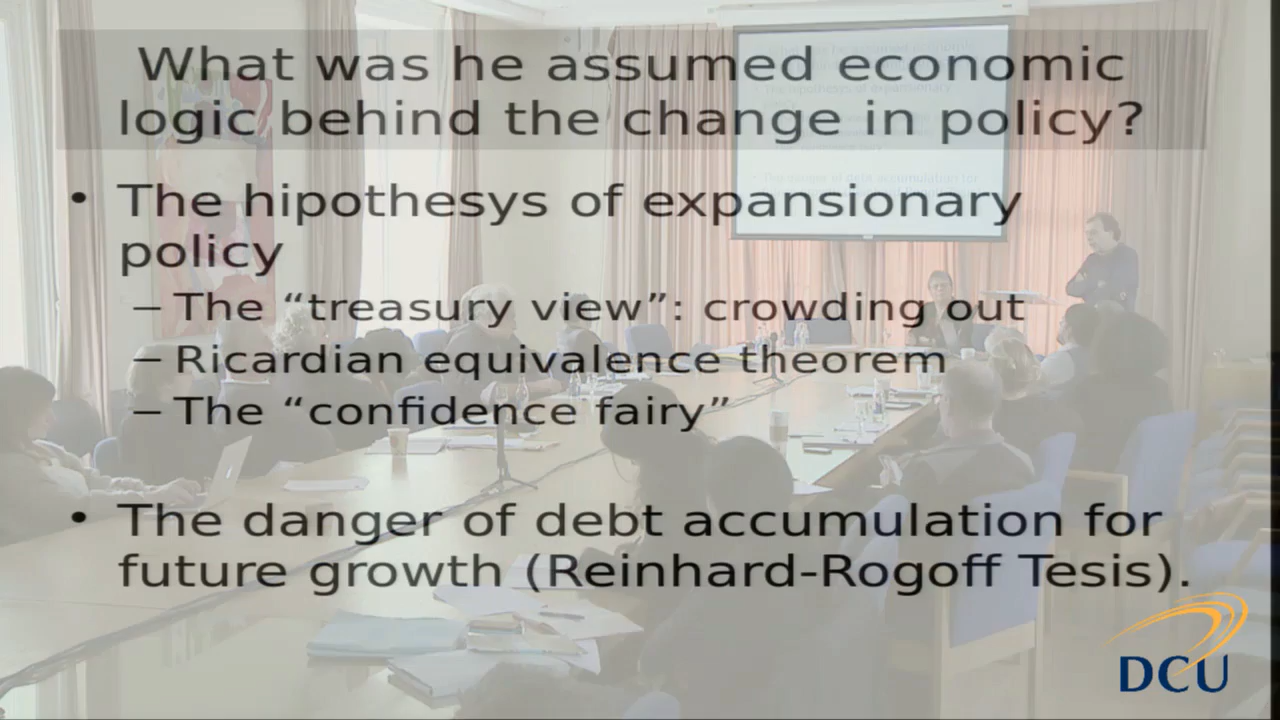 What was he assumed economic
logic behind the change in policy?
• The hipothesys of expansionary
policy
– The “treasury view”: crowding out
– Ricardian equivalence theorem
– The “confidence fairy”
• The danger of debt accumulation for
future growth (Reinhard-Rogoff Tesis).
DCU